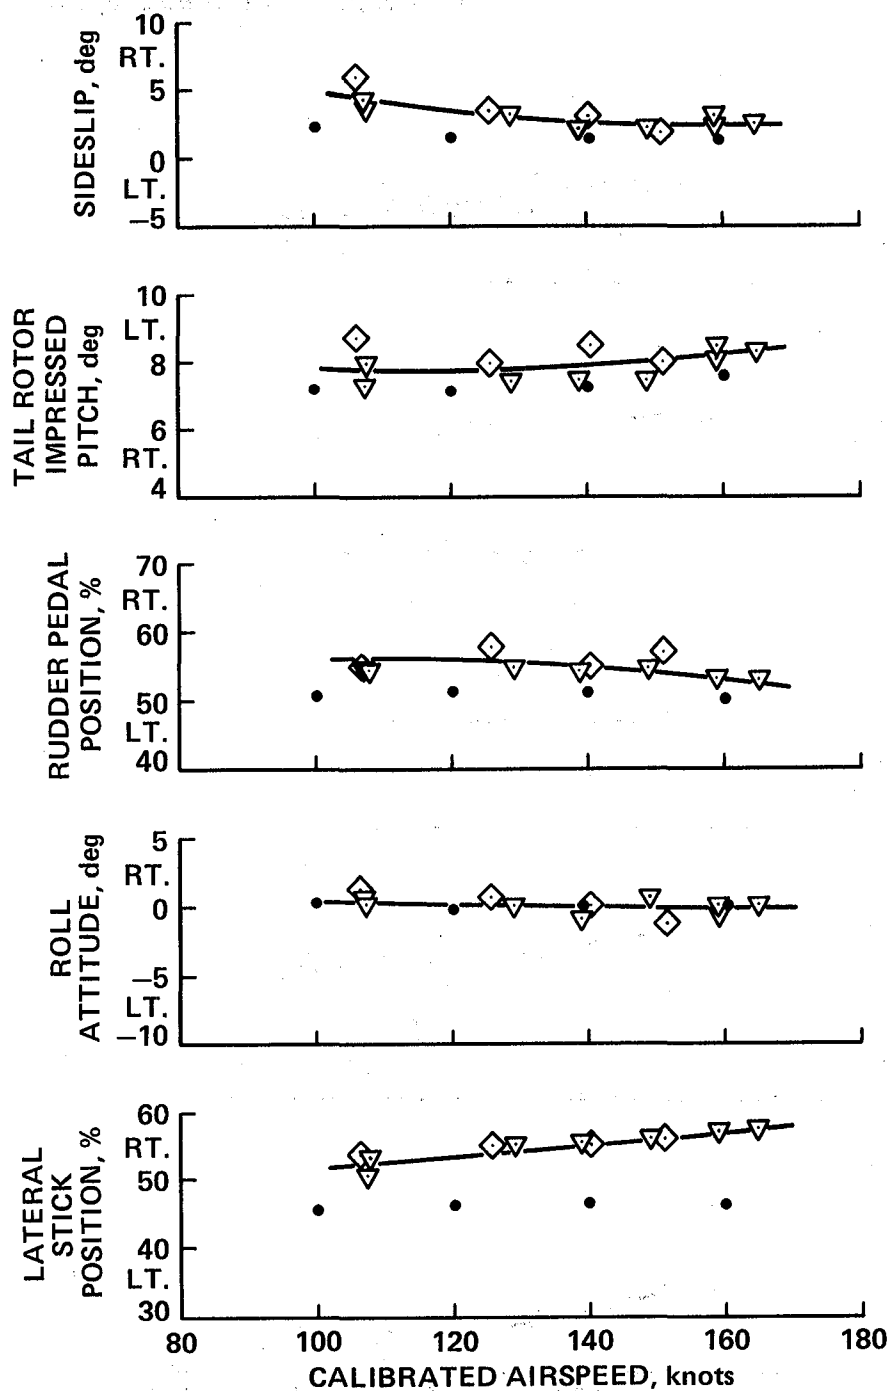 SIDESLIP, deg
10
RT.
5
0
LT.
−5
TAIL ROTOR
IMPRESSED
PITCH, deg
10
LT.
8
6
RT.
4
RUDDER PEDAL
POSITION, %
70
RT.
60
50
LT.
40
ROLL
ATTITUDE, deg
5
RT.
0
−5
LT.
−10
LATERAL
STICK
POSITION, %
60
RT.
50
40
LT.
30
80 100 120 140 160 180
CALIBRATED AIRSPEED, knots